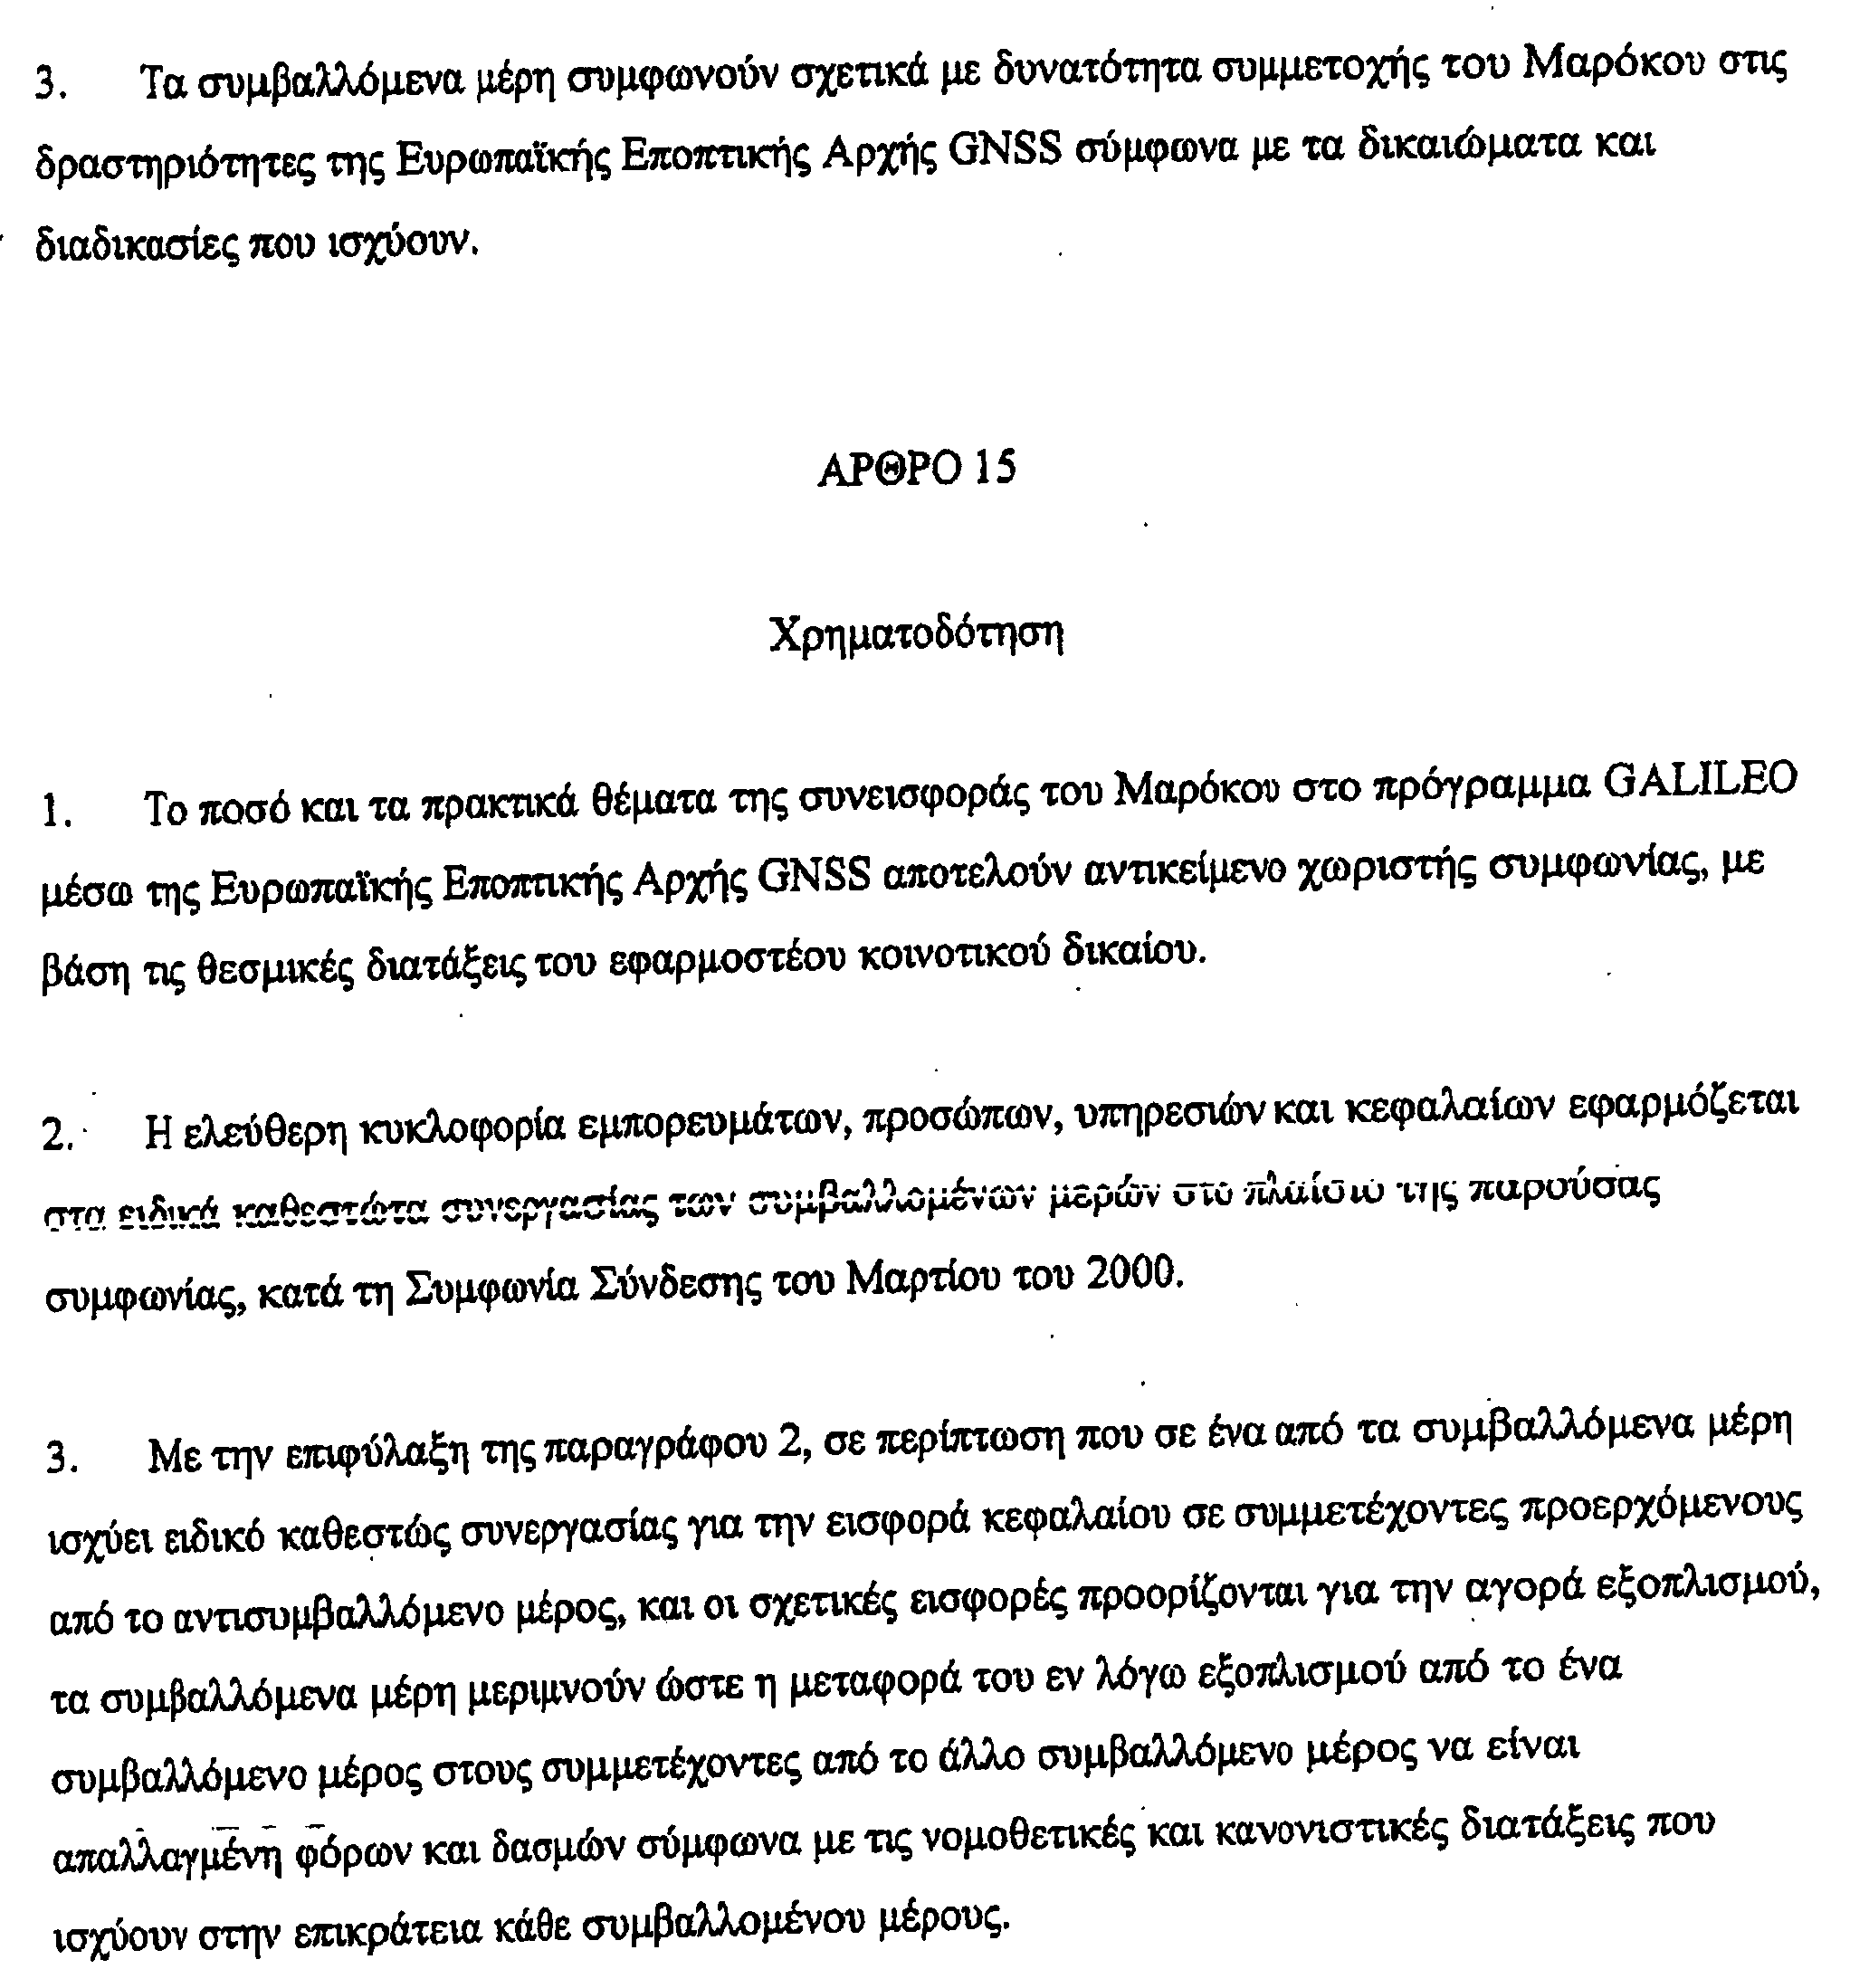 3. Τα συμβαλλόμενα μέρη συμφωνούν σχετικά με δυνατότητα συμμετοχής του Μαρόκου στις
δραστηριότητες της Ευρωπαϊκής Εποπτικής Αρχής GNSS σύμφωνα με τα δικαιώματα και
διαδικασίες που ισχύουν.
ΑΡΘΡΟ 15
Χρηματοδότηση
1. Το ποσό και τα πρακτικά θέματα της συνεισφοράς του Μαρόκου στο πρόγραμμα GALILEO
μέσω της Ευρωπαϊκής Εποπτικής Αρχής GNSS αποτελούν αντικείμενο χωριστής συμφωνίας, με
βάση τις θεσμικές διατάξεις του εφαρμοστέου κοινοτικού δικαίου.
2. Η ελεύθερη κυκλοφορία εμπορευμάτων, προσώπων, υπηρεσιών και κεφαλαίων εφαρμόζεται
στα ειδικά καθεστώτα συνεργασίας των συμβαλλομένων μερών στο πλαίσιο της παρούσας
συμφωνίας, κατά τη Συμφωνία Σύνδεσης του Μαρτίου του 2000.
3. Με την επιφύλαξη της παραγράφου 2, σε περίπτωση που σε ένα από τα συμβαλλόμενα μέρη
ισχύει ειδικό καθεστώς συνεργασίας για την εισφορά κεφαλαίου σε συμμετέχοντες προερχόμενους
από το αντισυμβαλλόμενο μέρος, και οι σχετικές εισφορές προορίζονται για την αγορά εξοπλισμού,
τα συμβαλλόμενα μέρη μεριμνούν ώστε η μεταφορά του εν λόγω εξοπλισμού από το ένα
συμβαλλόμενο μέρος στους συμμετέχοντες από το άλλο συμβαλλόμενο μέρος να είναι
απαλλαγμένη φόρων και δασμών σύμφωνα με τις νομοθετικές και κανονιστικές διατάξεις που
ισχύουν στην επικράτεια κάθε συμβαλλομένου μέρους.